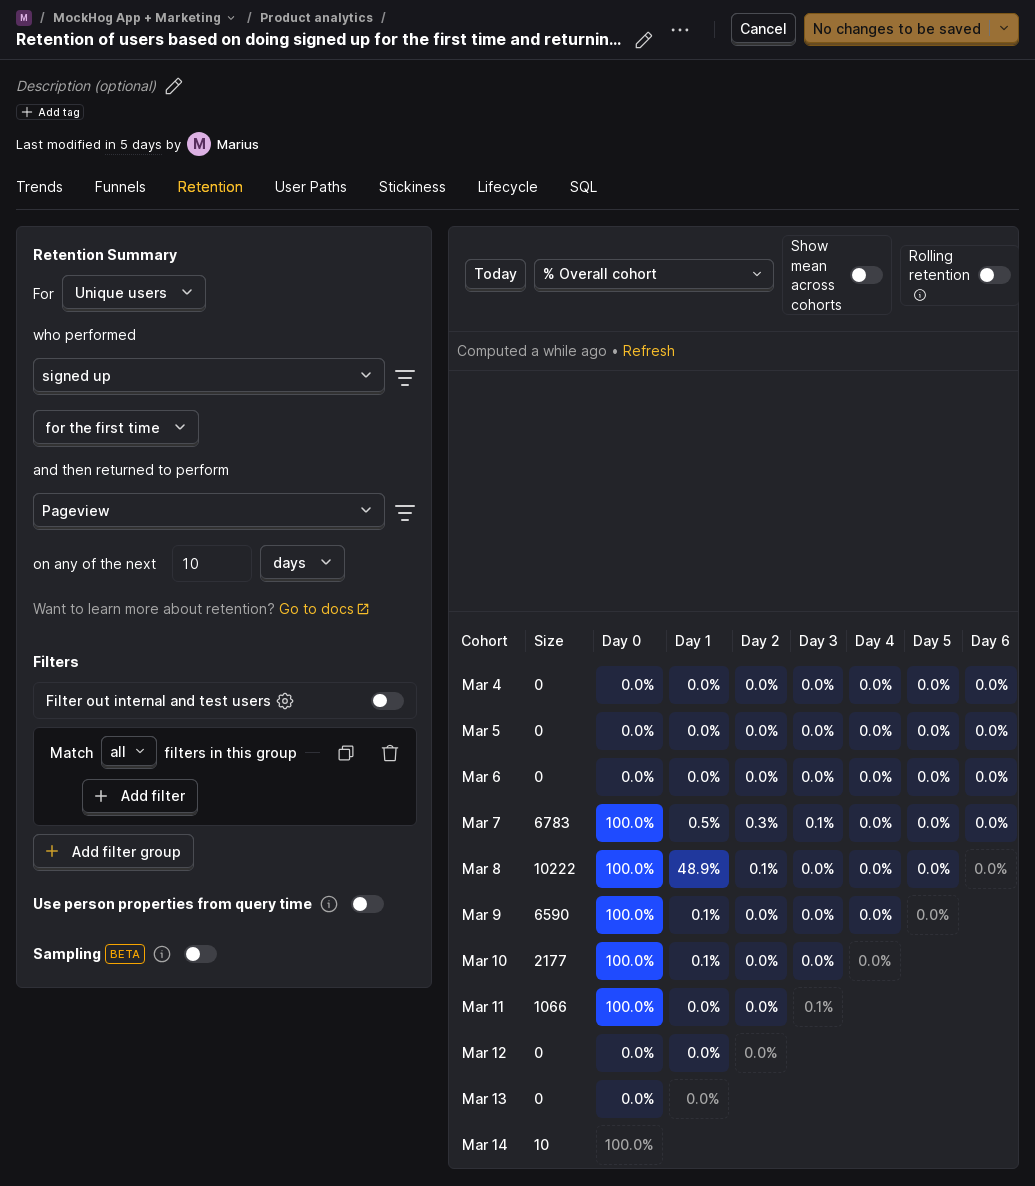 M / MockHog App + Marketing / Product analytics /
Retention of users based on doing signed up for the first time and returnin...
Cancel
No changes to be saved
Description (optional)
Add tag
Last modified in 5 days by M Marius
Trends Funnels Retention User Paths Stickiness Lifecycle SQL
Retention Summary
For Unique users
who performed
signed up
for the first time
and then returned to perform
Pageview
on any of the next 10 days
Want to learn more about retention? Go to docs
Filters
Filter out internal and test users
Match all filters in this group
Add filter
Add filter group
Use person properties from query time
Sampling BETA
Today
% Overall cohort
Show
mean
across
cohorts
Rolling
retention
Computed a while ago • Refresh
Cohort Size Day 0 Day 1 Day 2 Day 3 Day 4 Day 5 Day 6
Mar 4 0 0.0% 0.0% 0.0% 0.0% 0.0% 0.0% 0.0%
Mar 5 0 0.0% 0.0% 0.0% 0.0% 0.0% 0.0% 0.0%
Mar 6 0 0.0% 0.0% 0.0% 0.0% 0.0% 0.0% 0.0%
Mar 7 6783 100.0% 0.5% 0.3% 0.1% 0.0% 0.0% 0.0%
Mar 8 10222 100.0% 48.9% 0.1% 0.0% 0.0% 0.0% 0.0%
Mar 9 6590 100.0% 0.1% 0.0% 0.0% 0.0% 0.0%
Mar 10 2177 100.0% 0.1% 0.0% 0.0% 0.0%
Mar 11 1066 100.0% 0.0% 0.0% 0.1%
Mar 12 0 0.0% 0.0% 0.0%
Mar 13 0 0.0% 0.0%
Mar 14 10 100.0%